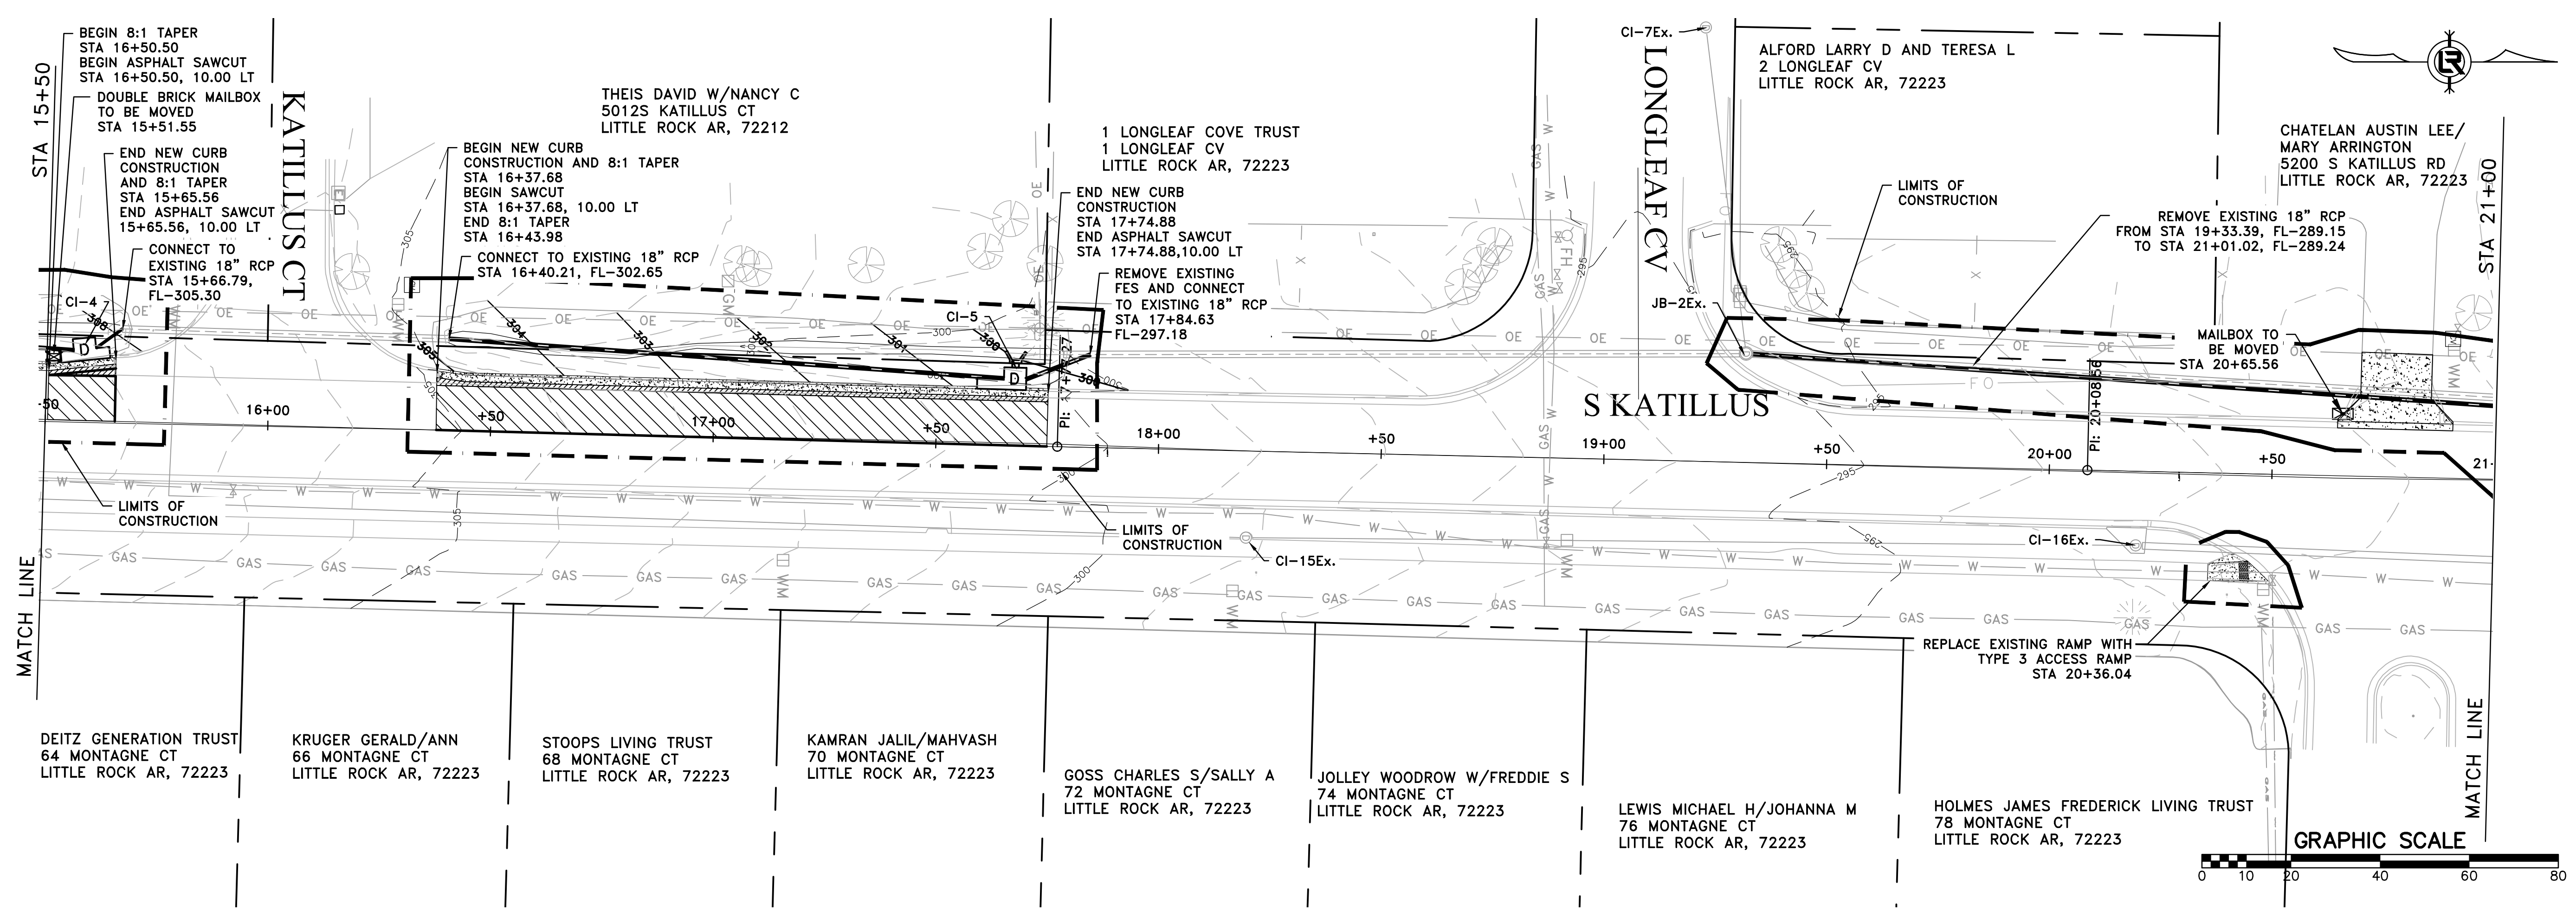 BEGIN 8:1 TAPER
STA 16+50.50
BEGIN ASPHALT SAWCUT
STA 16+50.50, 10.00 LT
DOUBLE BRICK MAILBOX
TO BE MOVED
STA 15+51.55
END NEW CURB
CONSTRUCTION
AND 8:1 TAPER
STA 15+65.56
END ASPHALT SAWCUT
15+65.56, 10.00 LT
CONNECT TO
EXISTING 18" RCP
STA 15+66.79,
FL-305.30
STA 15+50
MATCH LINE
CI-4
308
KATILLUS CT
THEIS DAVID W/NANCY C
5012S KATILLUS CT
LITTLE ROCK AR, 72212
BEGIN NEW CURB
CONSTRUCTION AND 8:1 TAPER
STA 16+37.68
BEGIN SAWCUT
STA 16+37.68, 10.00 LT
END 8:1 TAPER
STA 16+43.98
CONNECT TO EXISTING 18" RCP
STA 16+40.21, FL-302.65
1 LONGLEAF COVE TRUST
1 LONGLEAF CV
LITTLE ROCK AR, 72223
END NEW CURB
CONSTRUCTION
STA 17+74.88
END ASPHALT SAWCUT
STA 17+74.88,10.00 LT
REMOVE EXISTING
FES AND CONNECT
TO EXISTING 18" RCP
STA 17+84.63
FL-297.18
CI-5
305
304
303
302
301
300
D
D
CI-7Ex.
LONGLEAF CV
ALFORD LARRY D AND TERESA L
2 LONGLEAF CV
LITTLE ROCK AR, 72223
LIMITS OF
CONSTRUCTION
JB-2Ex.
CHATELAN AUSTIN LEE/
MARY ARRINGTON
5200 S KATILLUS RD
LITTLE ROCK AR, 72223
STA 21+00
REMOVE EXISTING 18" RCP
FROM STA 19+33.39, FL-289.15
TO STA 21+01.02, FL-289.24
MAILBOX TO
BE MOVED
STA 20+65.56
PI: 20+08.56
S KATILLUS
-50
16+00
+50
17+00
+50
18+00
+50
19+00
+50
20+00
+50
21-
OE
GAS
W
WM
GM
FH
FO
295
300
305
LIMITS OF
CONSTRUCTION
LIMITS OF
CONSTRUCTION
CI-15Ex.
CI-16Ex.
REPLACE EXISTING RAMP WITH
TYPE 3 ACCESS RAMP
STA 20+36.04
DEITZ GENERATION TRUST
64 MONTAGNE CT
LITTLE ROCK AR, 72223
KRUGER GERALD/ANN
66 MONTAGNE CT
LITTLE ROCK AR, 72223
STOOPS LIVING TRUST
68 MONTAGNE CT
LITTLE ROCK AR, 72223
KAMRAN JALIL/MAHVASH
70 MONTAGNE CT
LITTLE ROCK AR, 72223
GOSS CHARLES S/SALLY A
72 MONTAGNE CT
LITTLE ROCK AR, 72223
JOLLEY WOODROW W/FREDDIE S
74 MONTAGNE CT
LITTLE ROCK AR, 72223
LEWIS MICHAEL H/JOHANNA M
76 MONTAGNE CT
LITTLE ROCK AR, 72223
HOLMES JAMES FREDERICK LIVING TRUST
78 MONTAGNE CT
LITTLE ROCK AR, 72223
MATCH LINE
GRAPHIC SCALE
0 10 20 40 60 80